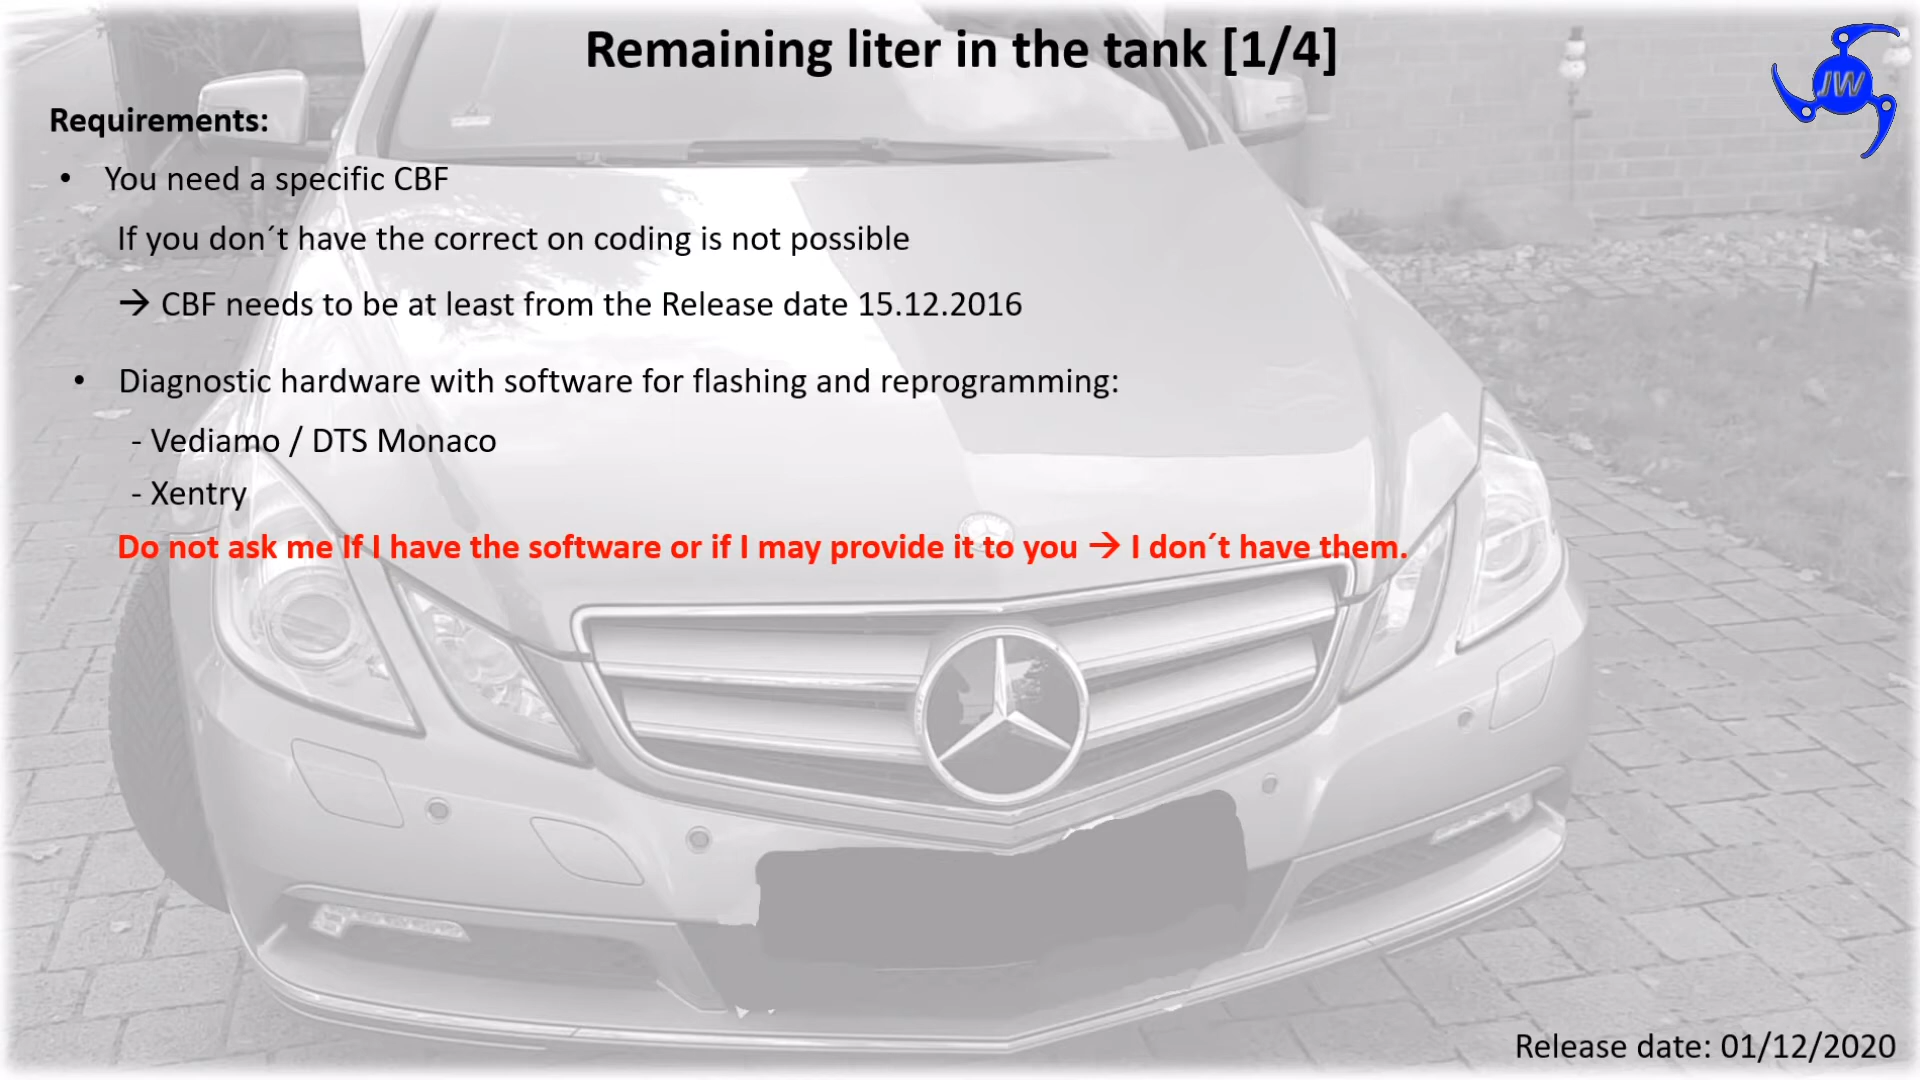 Remaining liter in the tank [1/4]
JW
Requirements:
• You need a specific CBF
If you don´t have the correct on coding is not possible
→ CBF needs to be at least from the Release date 15.12.2016
• Diagnostic hardware with software for flashing and reprogramming:
- Vediamo / DTS Monaco
- Xentry
Do not ask me If I have the software or if I may provide it to you → I don´t have them.
Release date: 01/12/2020